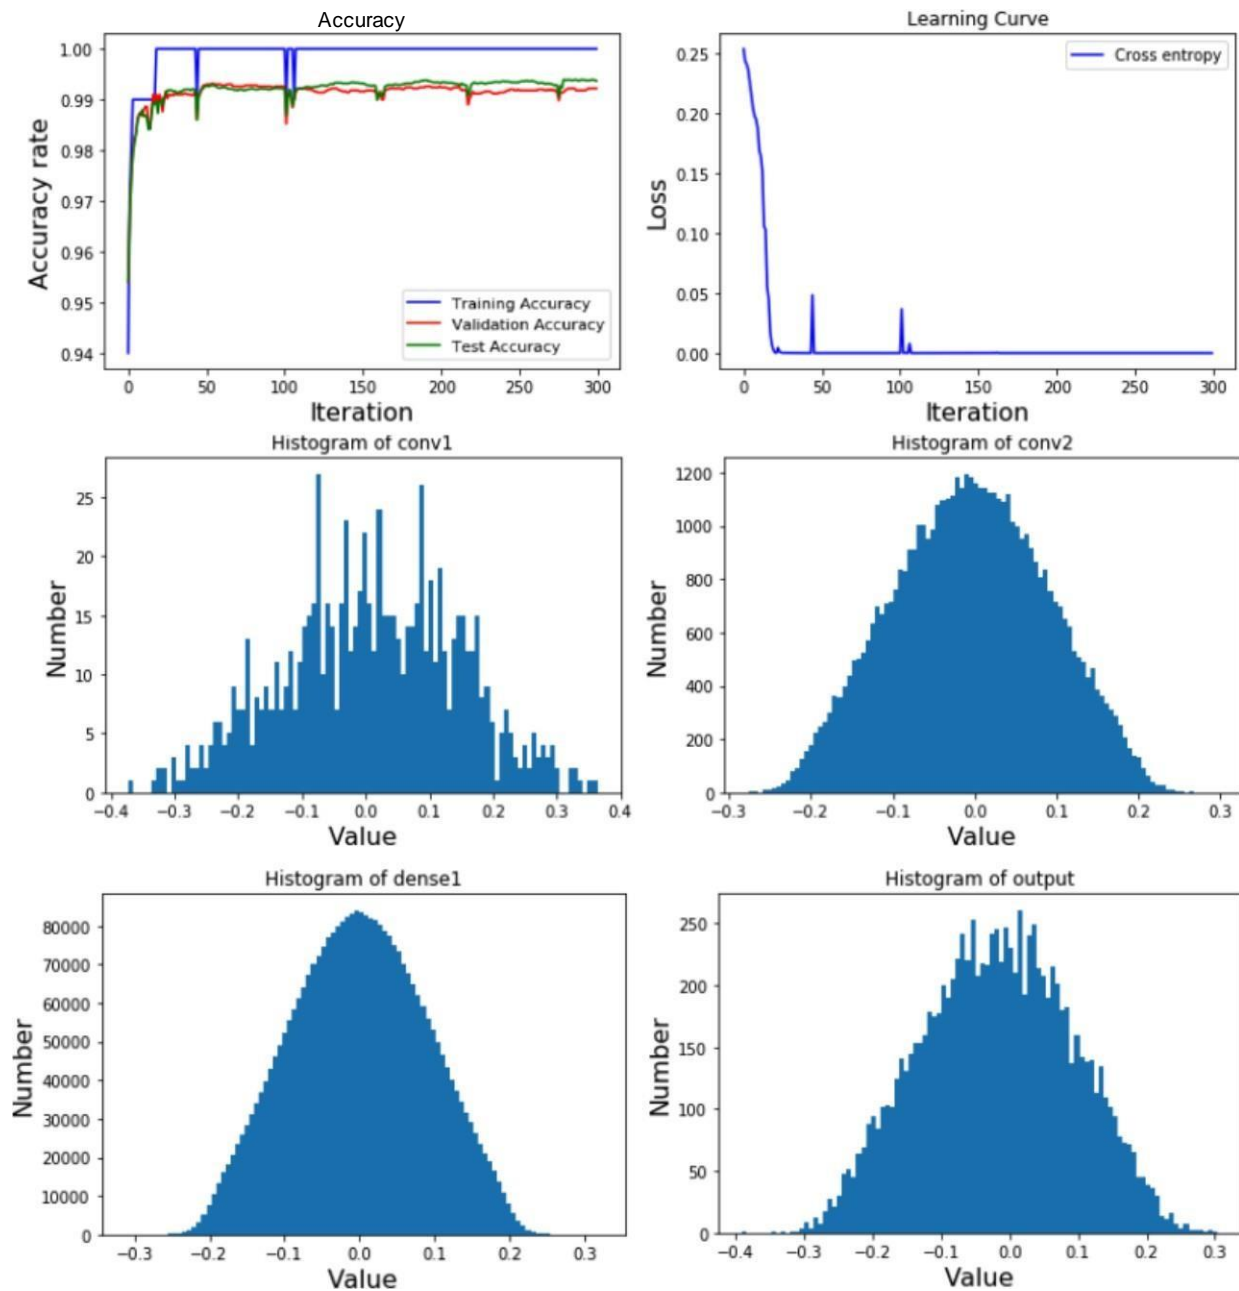 Accuracy
Accuracy rate
1.00
0.99
0.98
0.97
0.96
0.95
0.94
Training Accuracy
Validation Accuracy
Test Accuracy
0 50 100 150 200 250 300
Iteration
Learning Curve
Loss
0.25
0.20
0.15
0.10
0.05
0.00
Cross entropy
0 50 100 150 200 250 300
Iteration
Histogram of conv1
Number
25
20
15
10
5
0
−0.4 −0.3 −0.2 −0.1 0.0 0.1 0.2 0.3 0.4
Value
Histogram of conv2
Number
1200
1000
800
600
400
200
0
−0.3 −0.2 −0.1 0.0 0.1 0.2 0.3
Value
Histogram of dense1
Number
80000
70000
60000
50000
40000
30000
20000
10000
0
−0.3 −0.2 −0.1 0.0 0.1 0.2 0.3
Value
Histogram of output
Number
250
200
150
100
50
0
−0.4 −0.3 −0.2 −0.1 0.0 0.1 0.2 0.3
Value